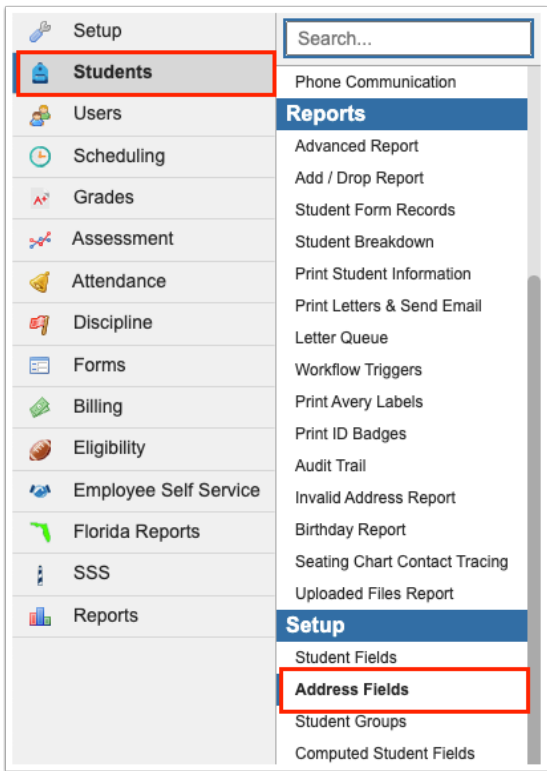 Setup
Students
Users
Scheduling
Grades
Assessment
Attendance
Discipline
Forms
Billing
Eligibility
Employee Self Service
Florida Reports
SSS
Reports
Search...
Phone Communication
Reports
Advanced Report
Add / Drop Report
Student Form Records
Student Breakdown
Print Student Information
Print Letters & Send Email
Letter Queue
Workflow Triggers
Print Avery Labels
Print ID Badges
Audit Trail
Invalid Address Report
Birthday Report
Seating Chart Contact Tracing
Uploaded Files Report
Setup
Student Fields
Address Fields
Student Groups
Computed Student Fields